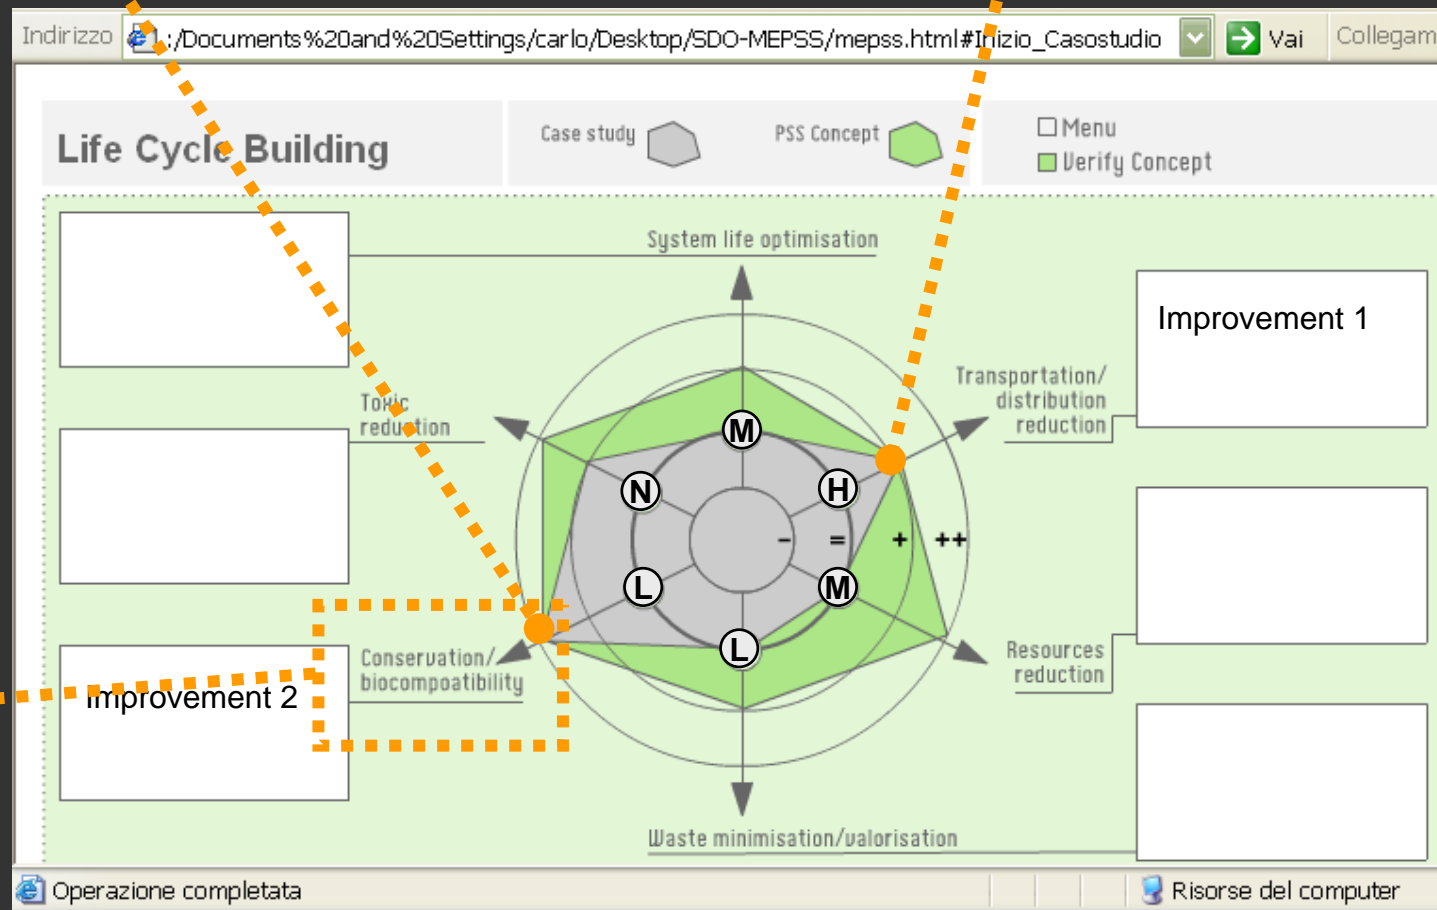 Indirizzo :/Documents%20and%20Settings/carlo/Desktop/SDO-MEPSS/mepss.html#Inizio_Casostudio Vai Collegam
Life Cycle Building
Case study
PSS Concept
Menu
Verify Concept
System life optimisation
Improvement 1
Transportation/
distribution
reduction
Toxic
reduction
M
N
H
- = + ++
L
M
L
Conservation/
biocompoatibility
Improvement 2
Resources
reduction
Waste minimisation/valorisation
Operazione completata
Risorse del computer